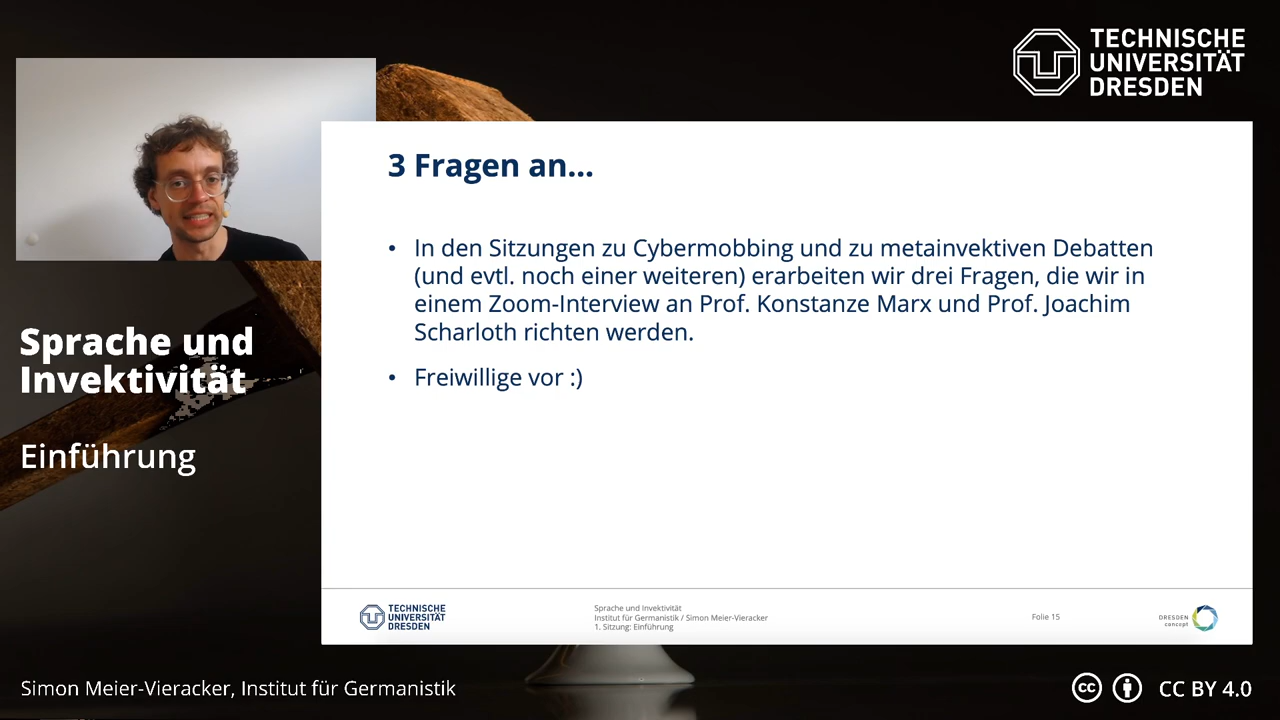 TECHNISCHE
UNIVERSITÄT
DRESDEN
3 Fragen an...
• In den Sitzungen zu Cybermobbing und zu metainvektiven Debatten
(und evtl. noch einer weiteren) erarbeiten wir drei Fragen, die wir in
einem Zoom-Interview an Prof. Konstanze Marx und Prof. Joachim
Scharloth richten werden.
• Freiwillige vor :)
Sprache und
Invektivität
Einführung
TECHNISCHE
UNIVERSITÄT
DRESDEN
Sprache und Invektivität
Institut für Germanistik / Simon Meier-Vieracker
1. Sitzung: Einführung
Folie 15
DRESDEN
concept
Simon Meier-Vieracker, Institut für Germanistik
cc
CC BY 4.0